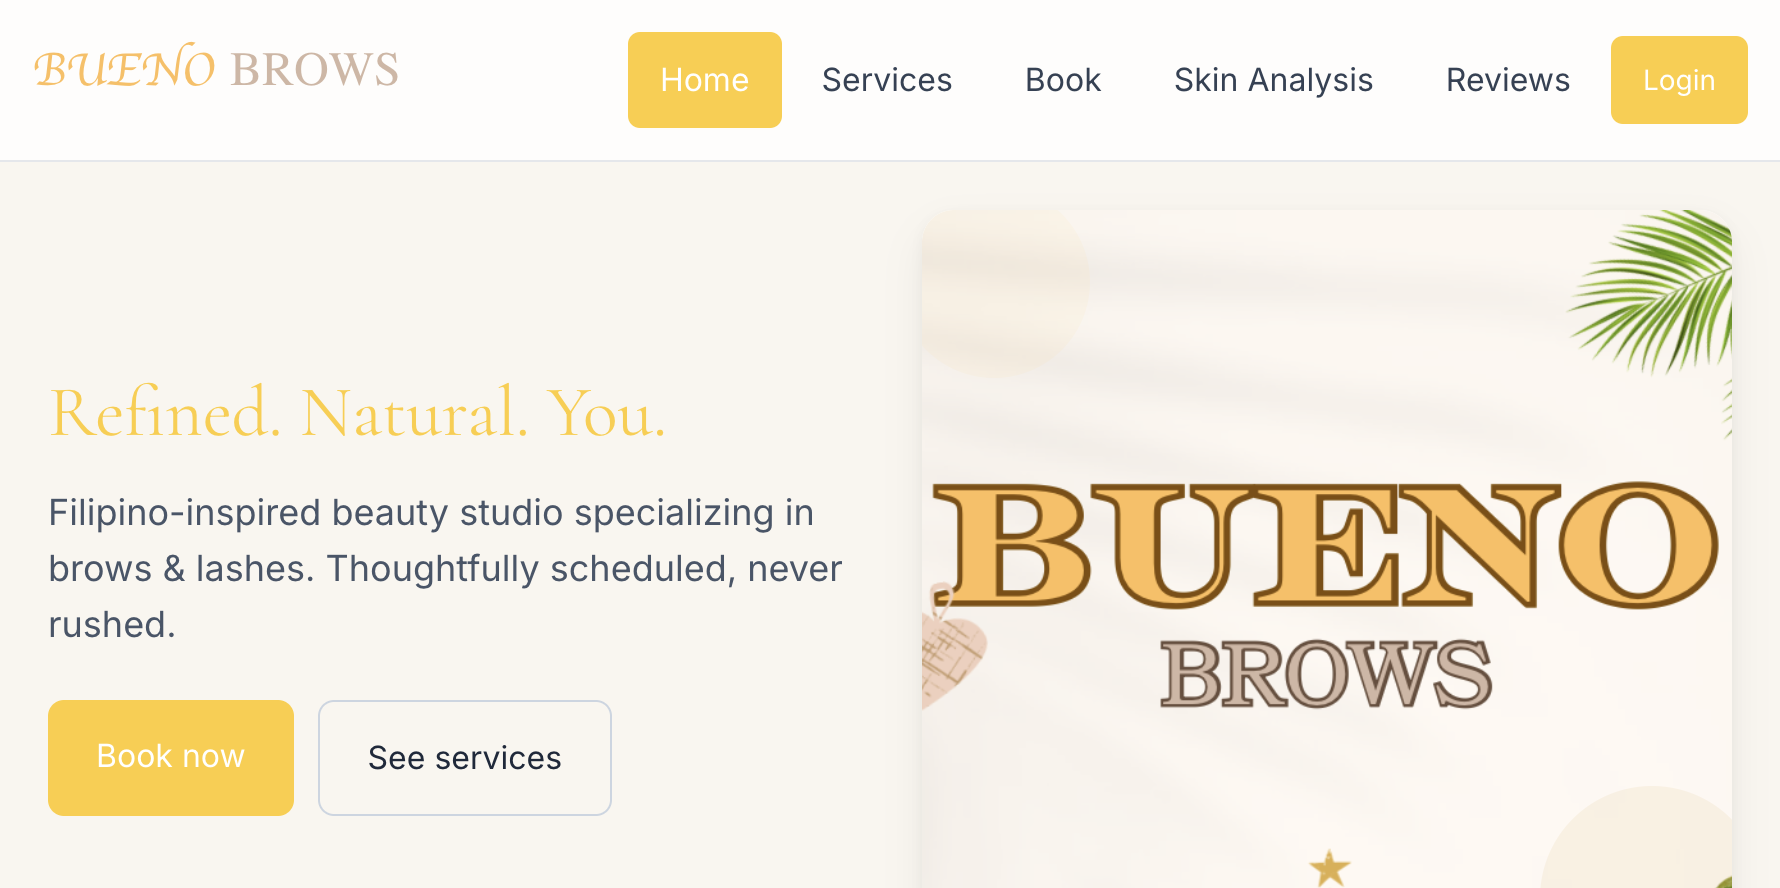 BUENO BROWS
Home
Services
Book
Skin Analysis
Reviews
Login
Refined. Natural. You.
Filipino-inspired beauty studio specializing in
brows & lashes. Thoughtfully scheduled, never
rushed.
Book now
See services
BUENO
BROWS